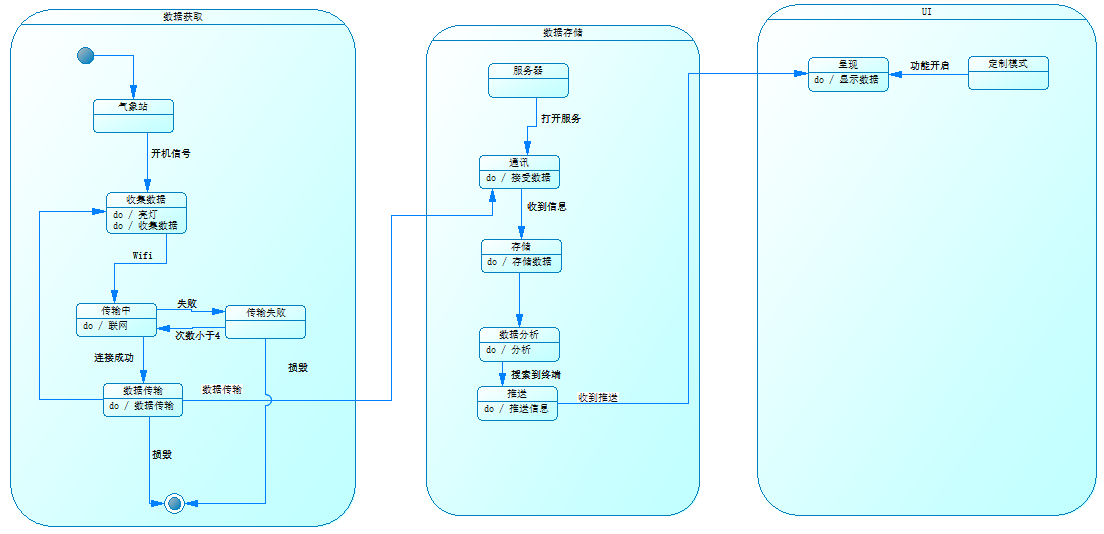 数据获取
气象站
开机信号
收集数据
do / 亮灯
do / 收集数据
Wifi
传输中
do / 联网
失败
传输失败
次数小于4
连接成功
损毁
数据传输
do / 数据传输
数据传输
损毁
数据存储
服务器
打开服务
通讯
do / 接受数据
收到信息
存储
do / 存储数据
数据分析
do / 分析
搜索到终端
推送
do / 推送信息
收到推送
UI
呈现
do / 显示数据
功能开启
定制模式